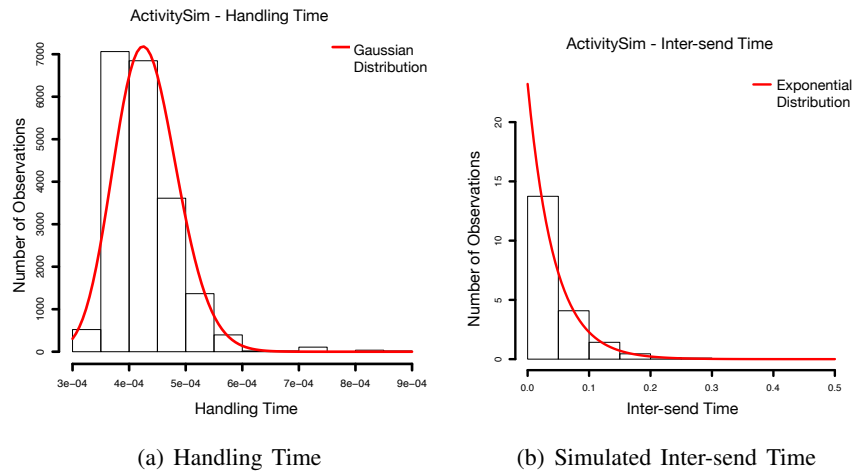 ActivitySim - Handling Time
Gaussian
Distribution
Number of Observations
7000
6000
5000
4000
3000
2000
1000
0
3e−04 4e−04 5e−04 6e−04 7e−04 8e−04 9e−04
Handling Time
(a) Handling Time
ActivitySim - Inter-send Time
Exponential
Distribution
Number of Observations
20
15
10
5
0
0.0 0.1 0.2 0.3 0.4 0.5
Inter-send Time
(b) Simulated Inter-send Time